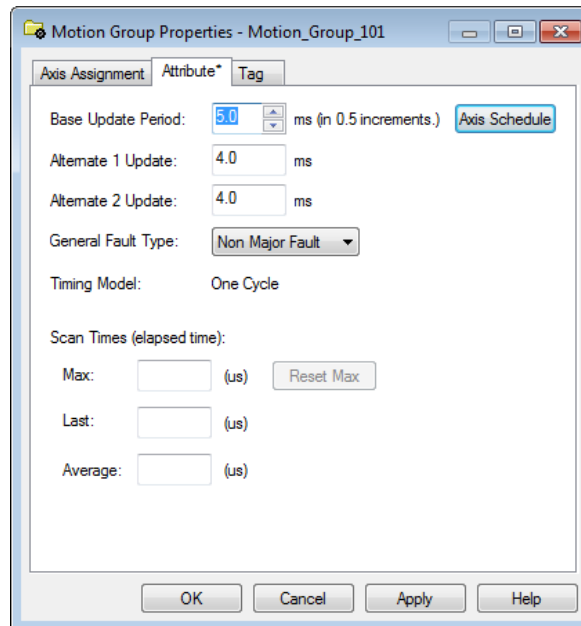 Motion Group Properties - Motion_Group_101
Axis Assignment Attribute* Tag
Base Update Period: 5.0 ms (in 0.5 increments.) Axis Schedule
Alternate 1 Update: 4.0 ms
Alternate 2 Update: 4.0 ms
General Fault Type: Non Major Fault
Timing Model: One Cycle
Scan Times (elapsed time):
Max: (us) Reset Max
Last: (us)
Average: (us)
OK Cancel Apply Help